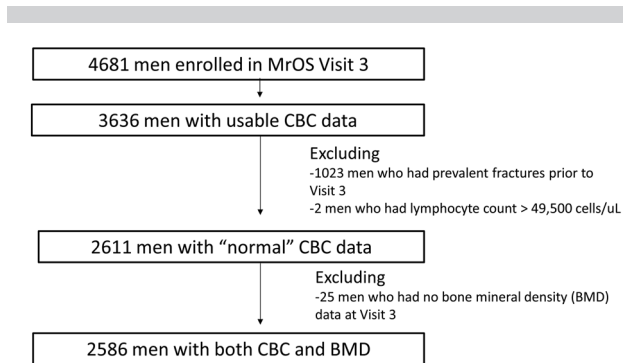 4681 men enrolled in MrOS Visit 3
3636 men with usable CBC data
Excluding
-1023 men who had prevalent fractures prior to
Visit 3
-2 men who had lymphocyte count > 49,500 cells/uL
2611 men with “normal” CBC data
Excluding
-25 men who had no bone mineral density (BMD)
data at Visit 3
2586 men with both CBC and BMD